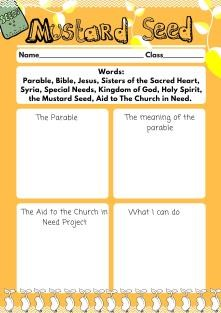 Mustard Seed
Name Class
Words:
Parable, Bible, Jesus, Sisters of the Sacred Heart,
Syria, Special Needs, Kingdom of God, Holy Spirit,
the Mustard Seed, Aid to The Church in Need.
The Parable
The meaning of the
parable
The Aid to the Church in
Need Project
What I can do